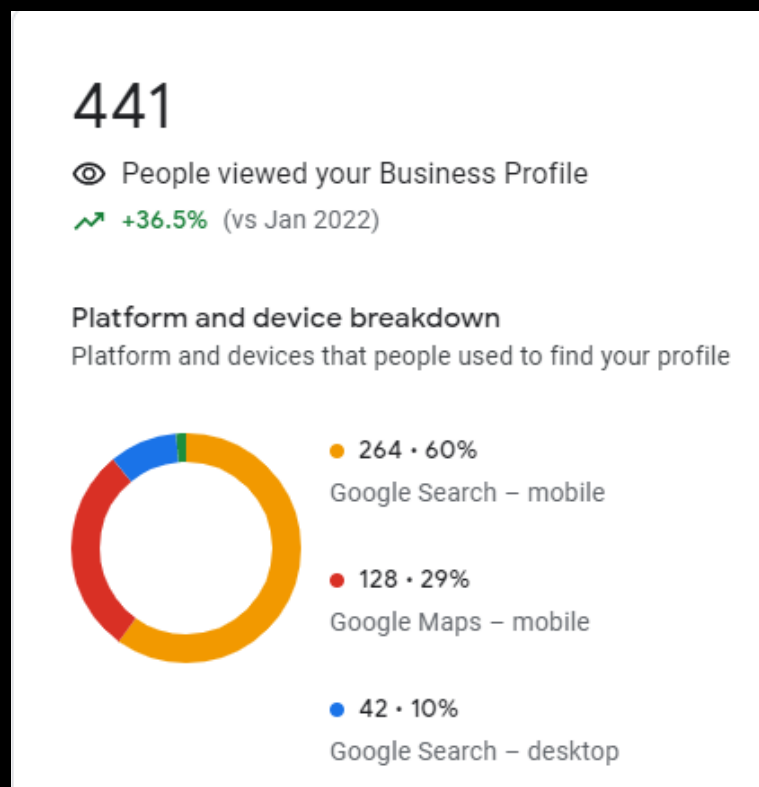 441
People viewed your Business Profile
+36.5% (vs Jan 2022)
Platform and device breakdown
Platform and devices that people used to find your profile
264 • 60%
Google Search – mobile
128 • 29%
Google Maps – mobile
42 • 10%
Google Search – desktop